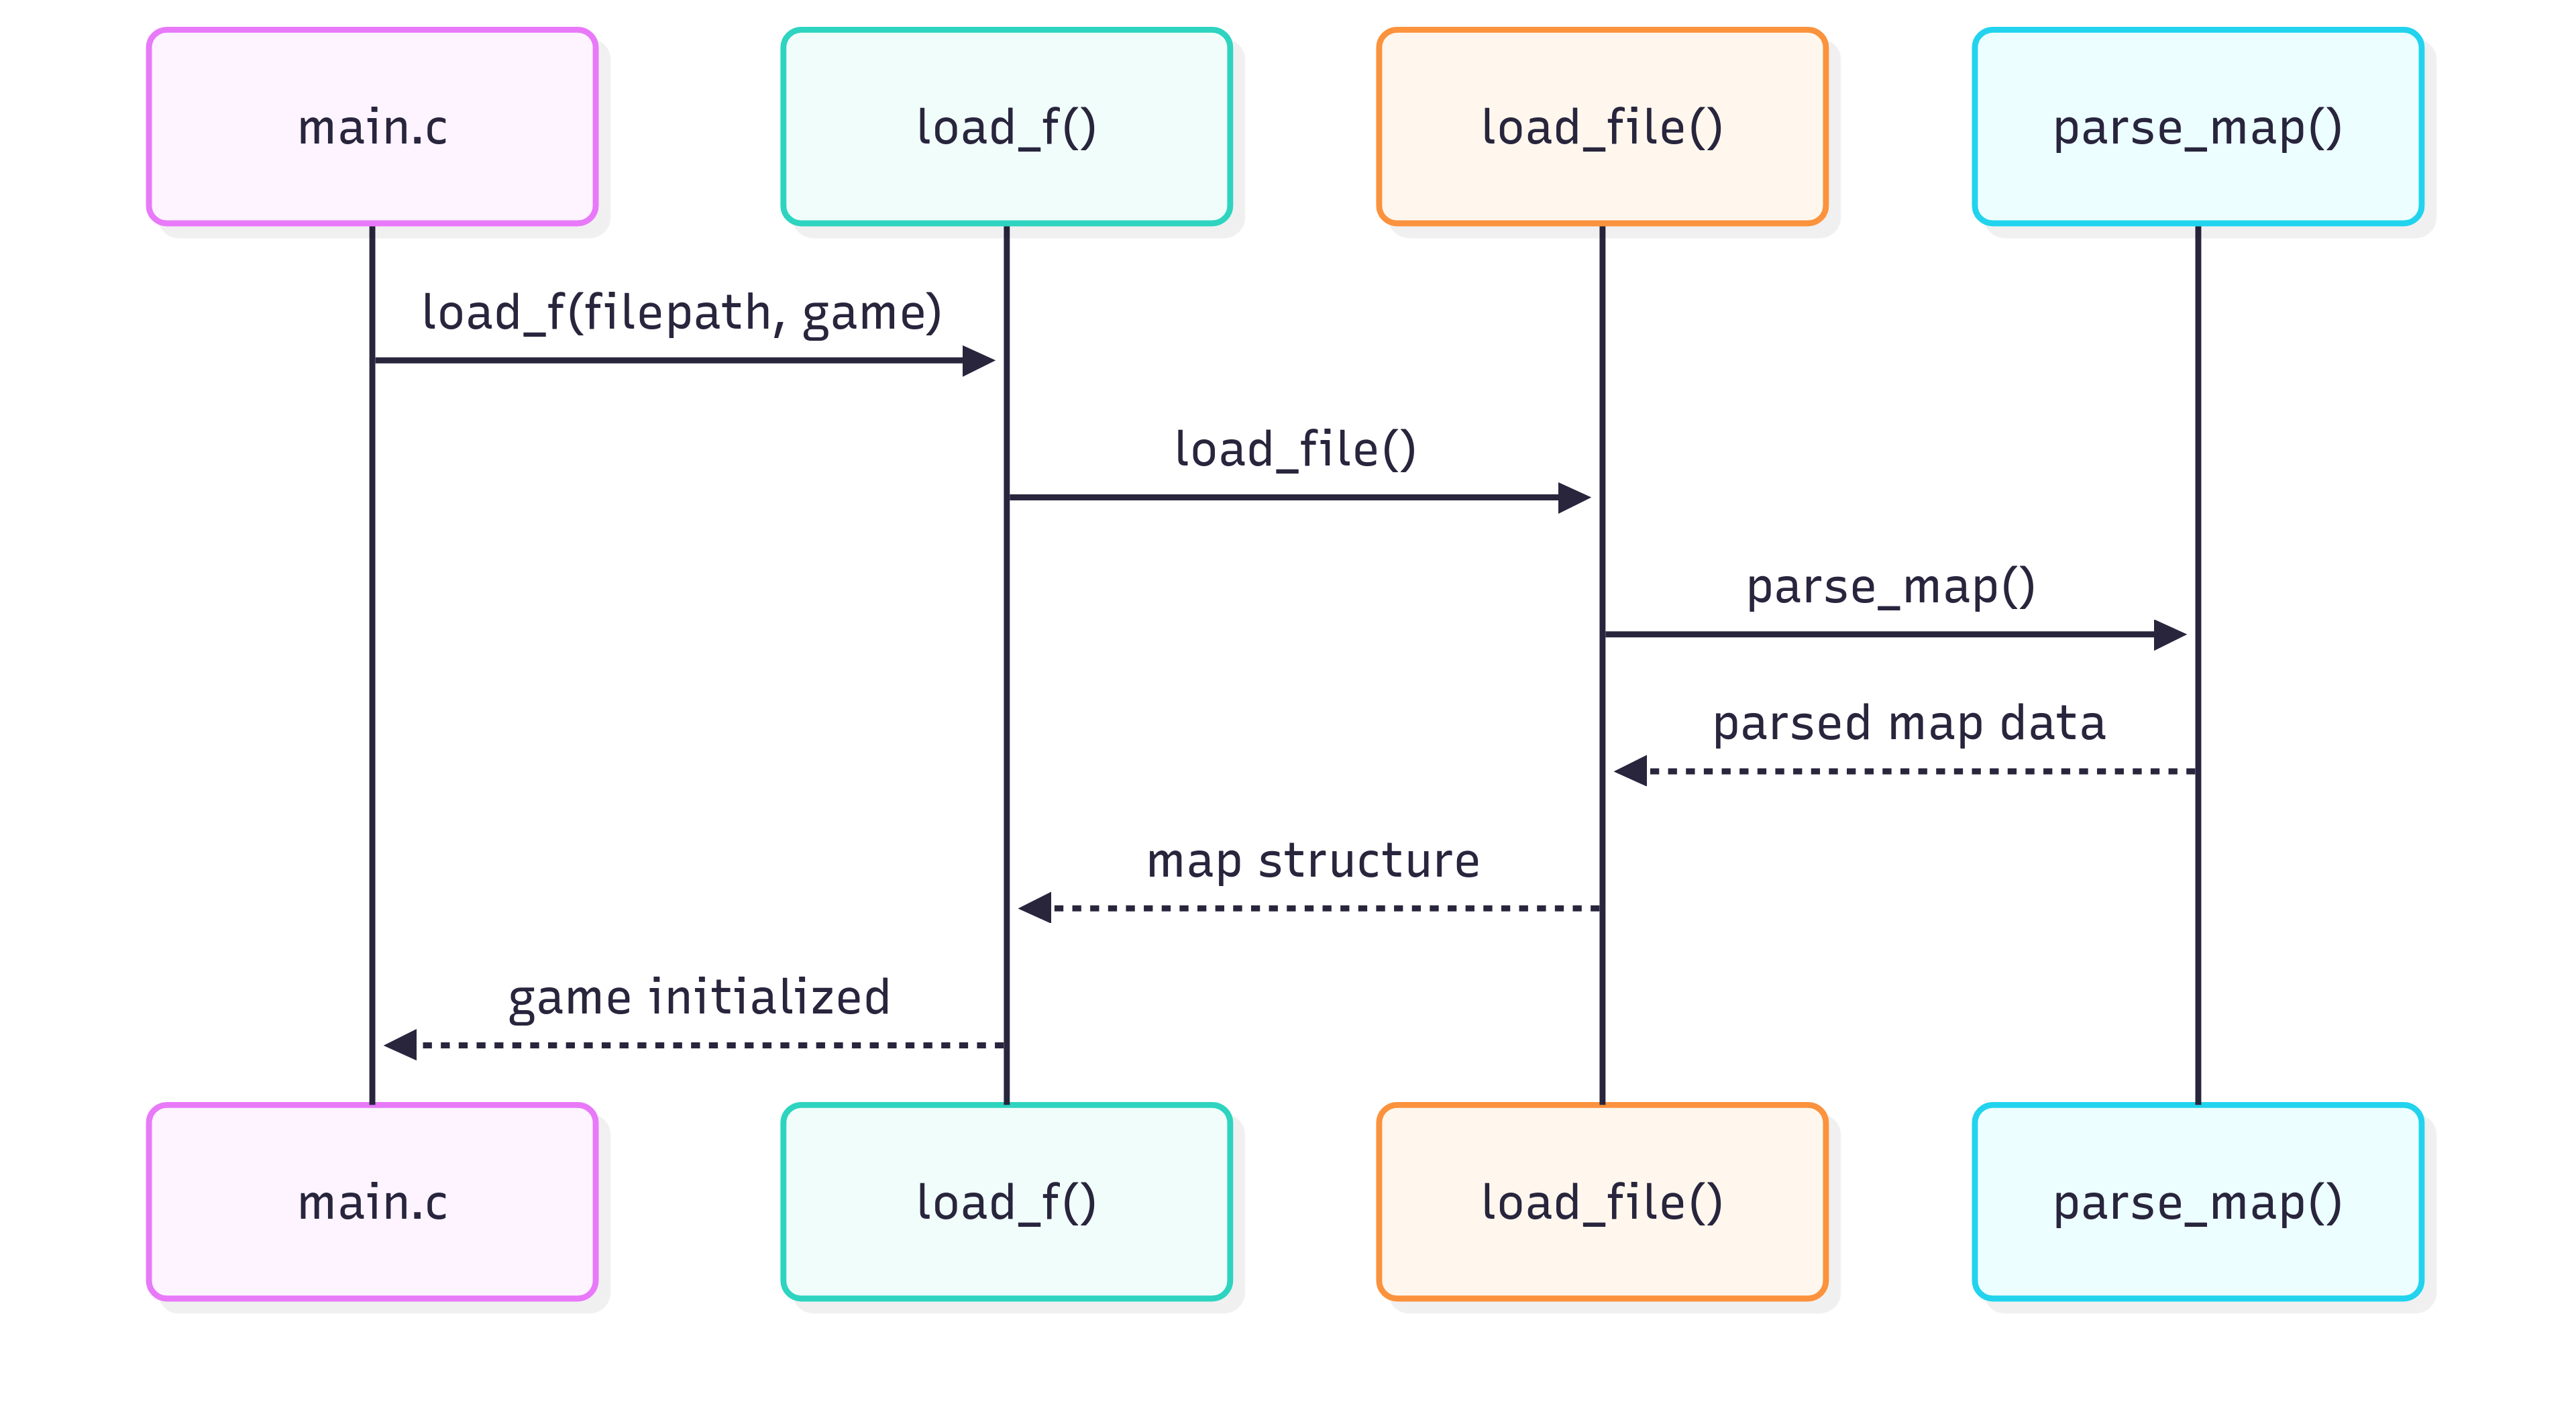 main.c
load_f()
load_file()
parse_map()
load_f(filepath, game)
load_file()
parse_map()
parsed map data
map structure
game initialized
main.c
load_f()
load_file()
parse_map()